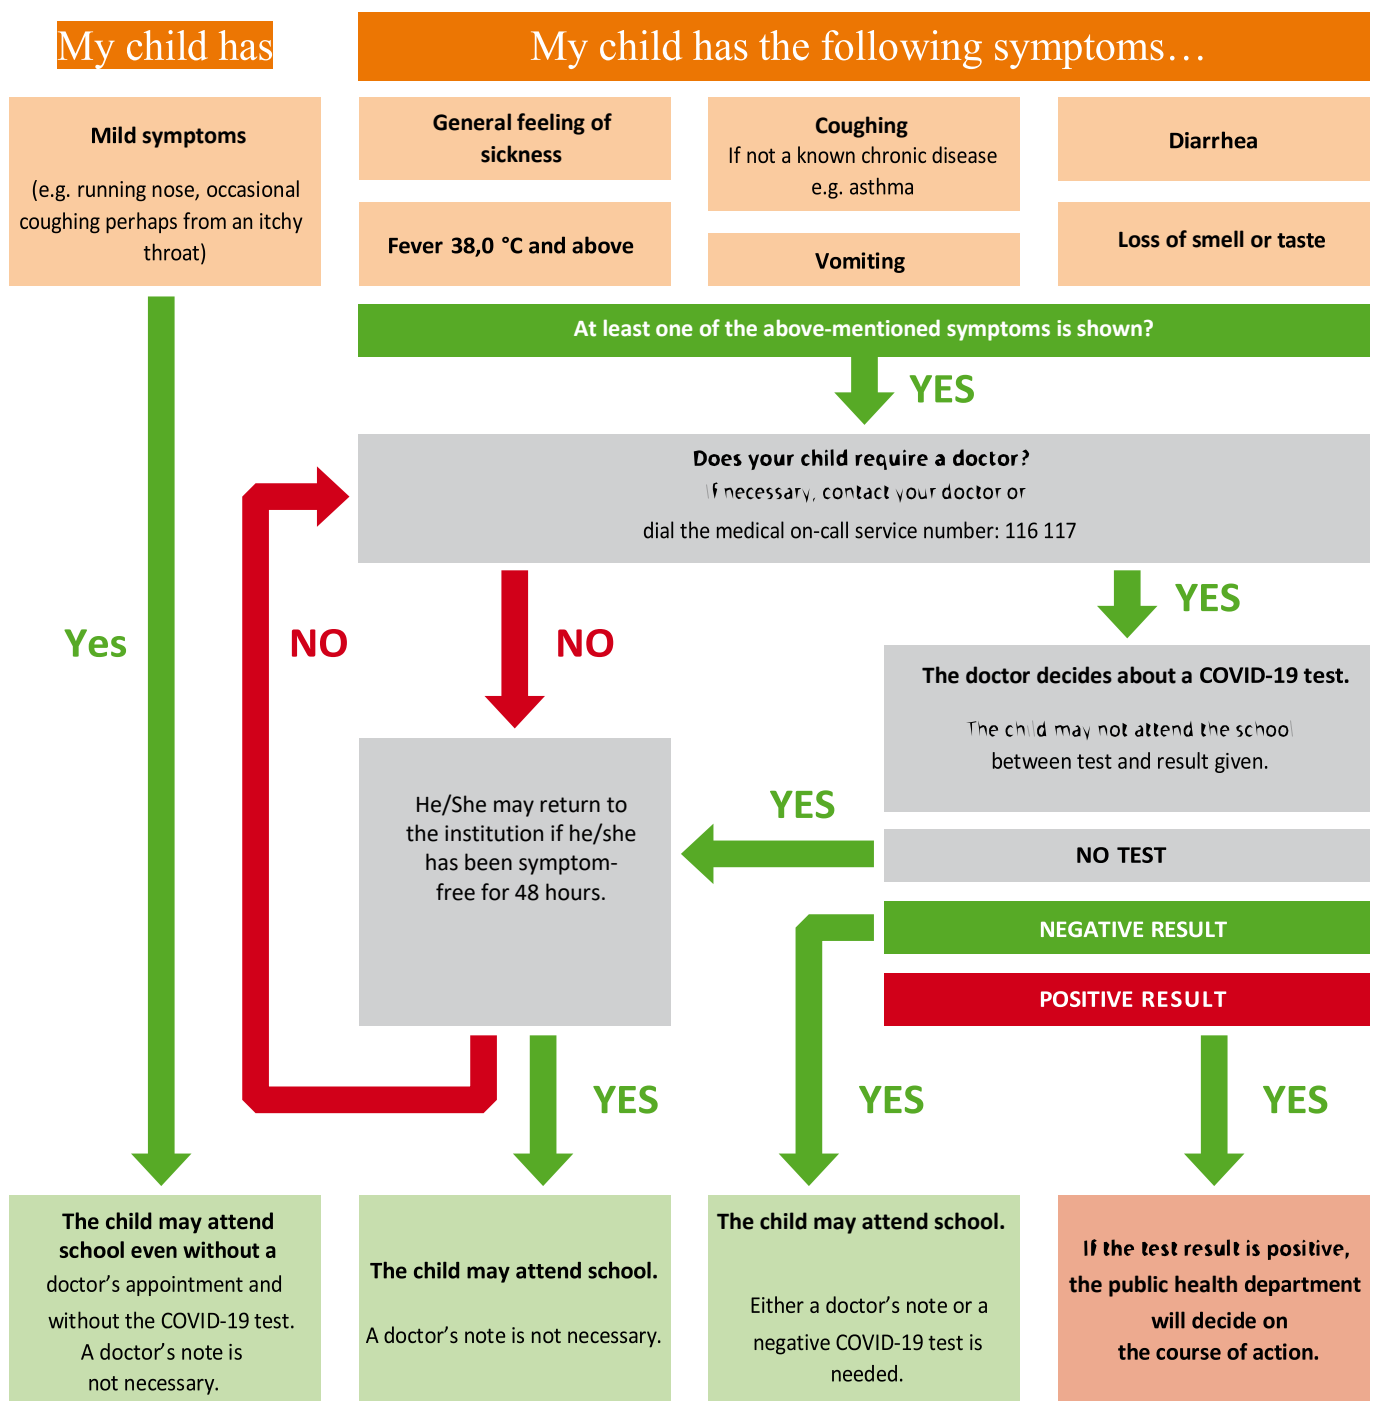 My child has
My child has the following symptoms…
Mild symptoms
(e.g. running nose, occasional
coughing perhaps from an itchy
throat)
General feeling of
sickness
Fever 38,0 °C and above
Coughing
If not a known chronic disease
e.g. asthma
Vomiting
Diarrhea
Loss of smell or taste
At least one of the above-mentioned symptoms is shown?
YES
Does your child require a doctor?
If necessary, contact your doctor or
dial the medical on-call service number: 116 117
Yes
NO
NO
YES
The doctor decides about a COVID-19 test.
The child may not attend the school
between test and result given.
He/She may return to
the institution if he/she
has been symptom-
free for 48 hours.
YES
NO TEST
NEGATIVE RESULT
POSITIVE RESULT
YES
YES
YES
The child may attend
school even without a
doctor’s appointment and
without the COVID-19 test.
A doctor’s note is
not necessary.
The child may attend school.
A doctor’s note is not necessary.
The child may attend school.
Either a doctor’s note or a
negative COVID-19 test is
needed.
If the test result is positive,
the public health department
will decide on
the course of action.